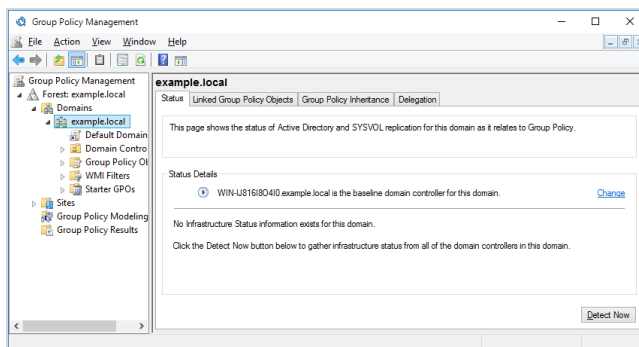 Group Policy Management
File Action View Window Help
Group Policy Management
Forest: example.local
Domains
example.local
Default Domain
Domain Contro
Group Policy Ob
WMI Filters
Starter GPOs
Sites
Group Policy Modeling
Group Policy Results
example.local
Status Linked Group Policy Objects Group Policy Inheritance Delegation
This page shows the status of Active Directory and SYSVOL replication for this domain as it relates to Group Policy.
Status Details
WIN-IJ816I8O4I0.example.local is the baseline domain controller for this domain. Change
No Infrastructure Status information exists for this domain.
Click the Detect Now button below to gather infrastructure status from all of the domain controllers in this domain.
Detect Now